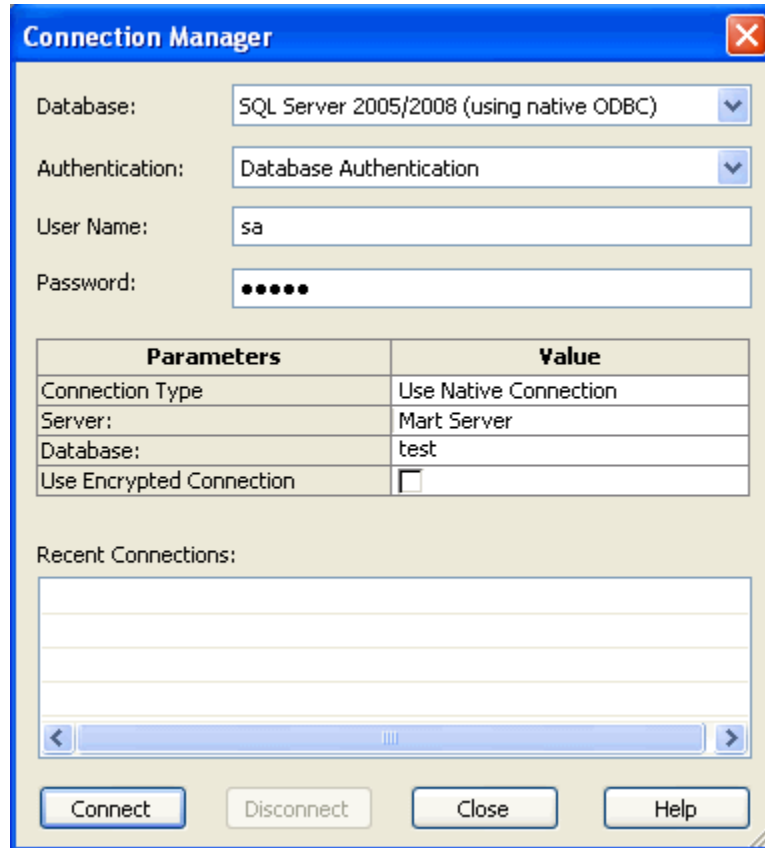 Connection Manager
Database: SQL Server 2005/2008 (using native ODBC)
Authentication: Database Authentication
User Name: sa
Password: •••••
Parameters Value
Connection Type Use Native Connection
Server: Mart Server
Database: test
Use Encrypted Connection
Recent Connections:
Connect Disconnect Close Help